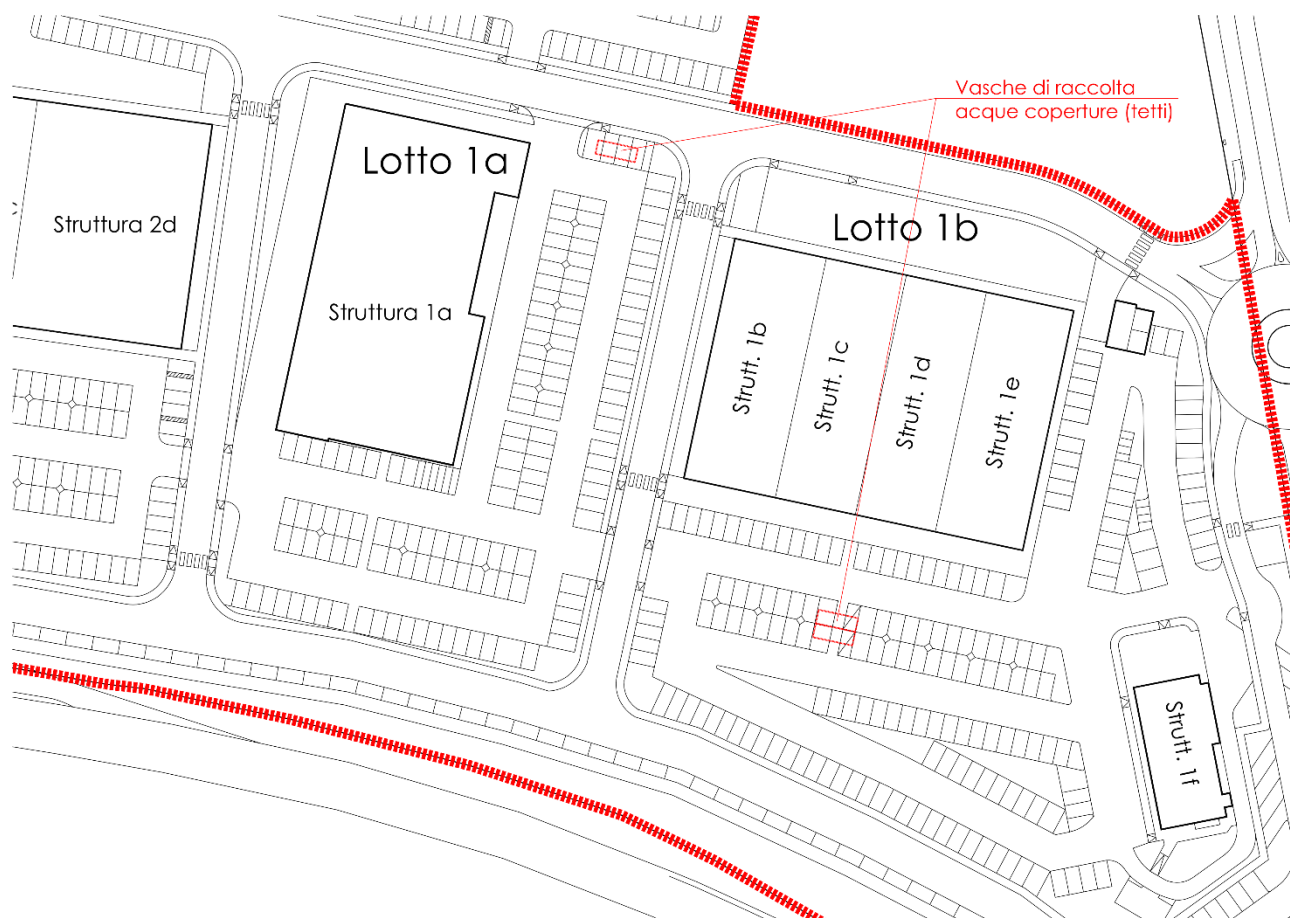 Vasche di raccolta
acque coperture (tetti)
Lotto 1a
Lotto 1b
Struttura 2d
Struttura 1a
Strutt. 1b
Strutt. 1c
Strutt. 1d
Strutt. 1e
Strutt. 1f